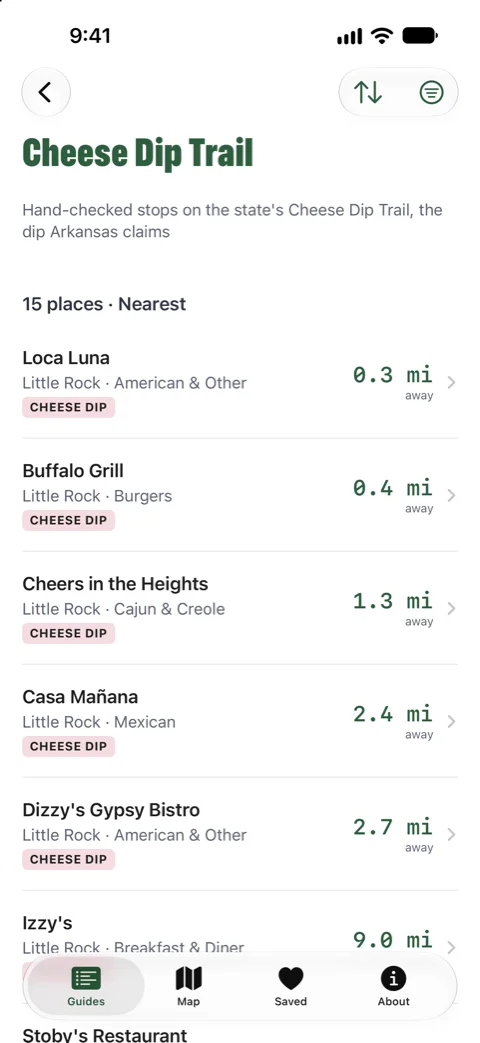 9:41
Cheese Dip Trail
Hand-checked stops on the state's Cheese Dip Trail, the
dip Arkansas claims
15 places · Nearest
Loca Luna
Little Rock · American & Other
CHEESE DIP
0.3 mi
away
Buffalo Grill
Little Rock · Burgers
CHEESE DIP
0.4 mi
away
Cheers in the Heights
Little Rock · Cajun & Creole
CHEESE DIP
1.3 mi
away
Casa Mañana
Little Rock · Mexican
CHEESE DIP
2.4 mi
away
Dizzy's Gypsy Bistro
Little Rock · American & Other
CHEESE DIP
2.7 mi
away
Izzy's
Little Rock · Breakfast & Diner
9.0 mi
Guides
Map
Saved
About
Stoby's Restaurant